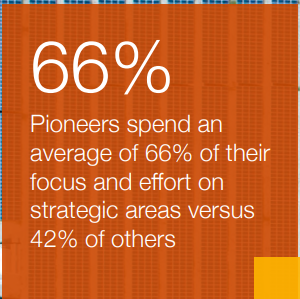 66%
Pioneers spend an
average of 66% of their
focus and effort on
strategic areas versus
42% of others